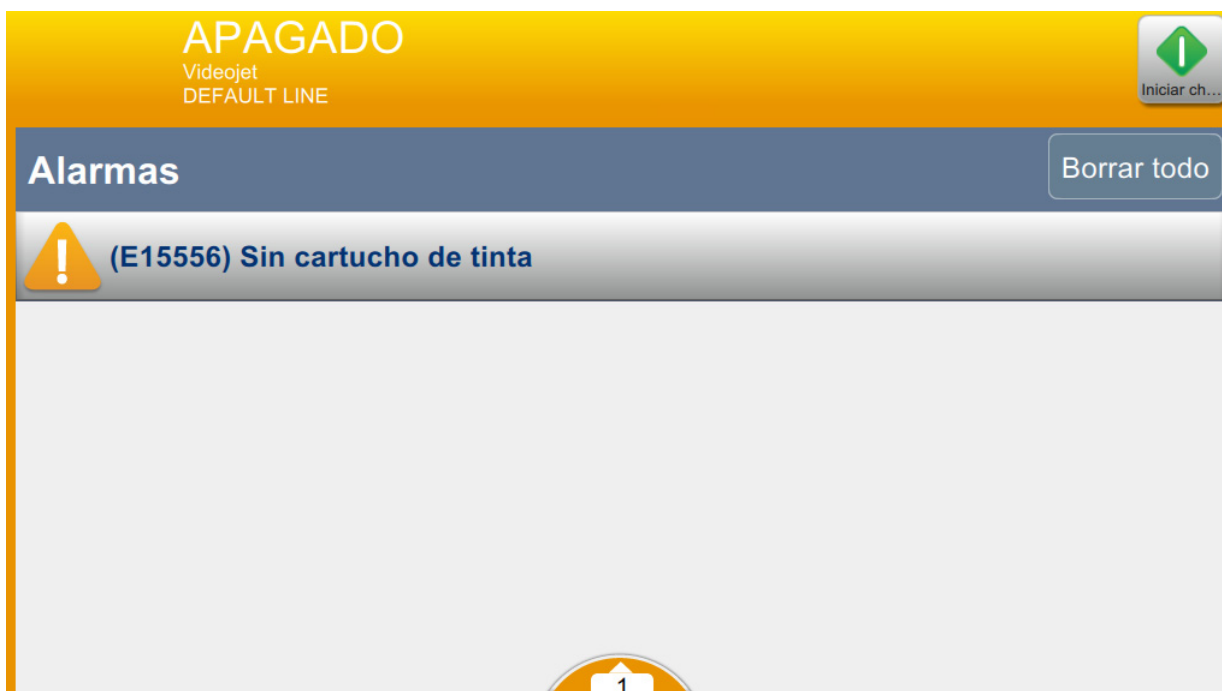 APAGADO
Videojet
DEFAULT LINE
Iniciar ch...
Alarmas
Borrar todo
(E15556) Sin cartucho de tinta
1